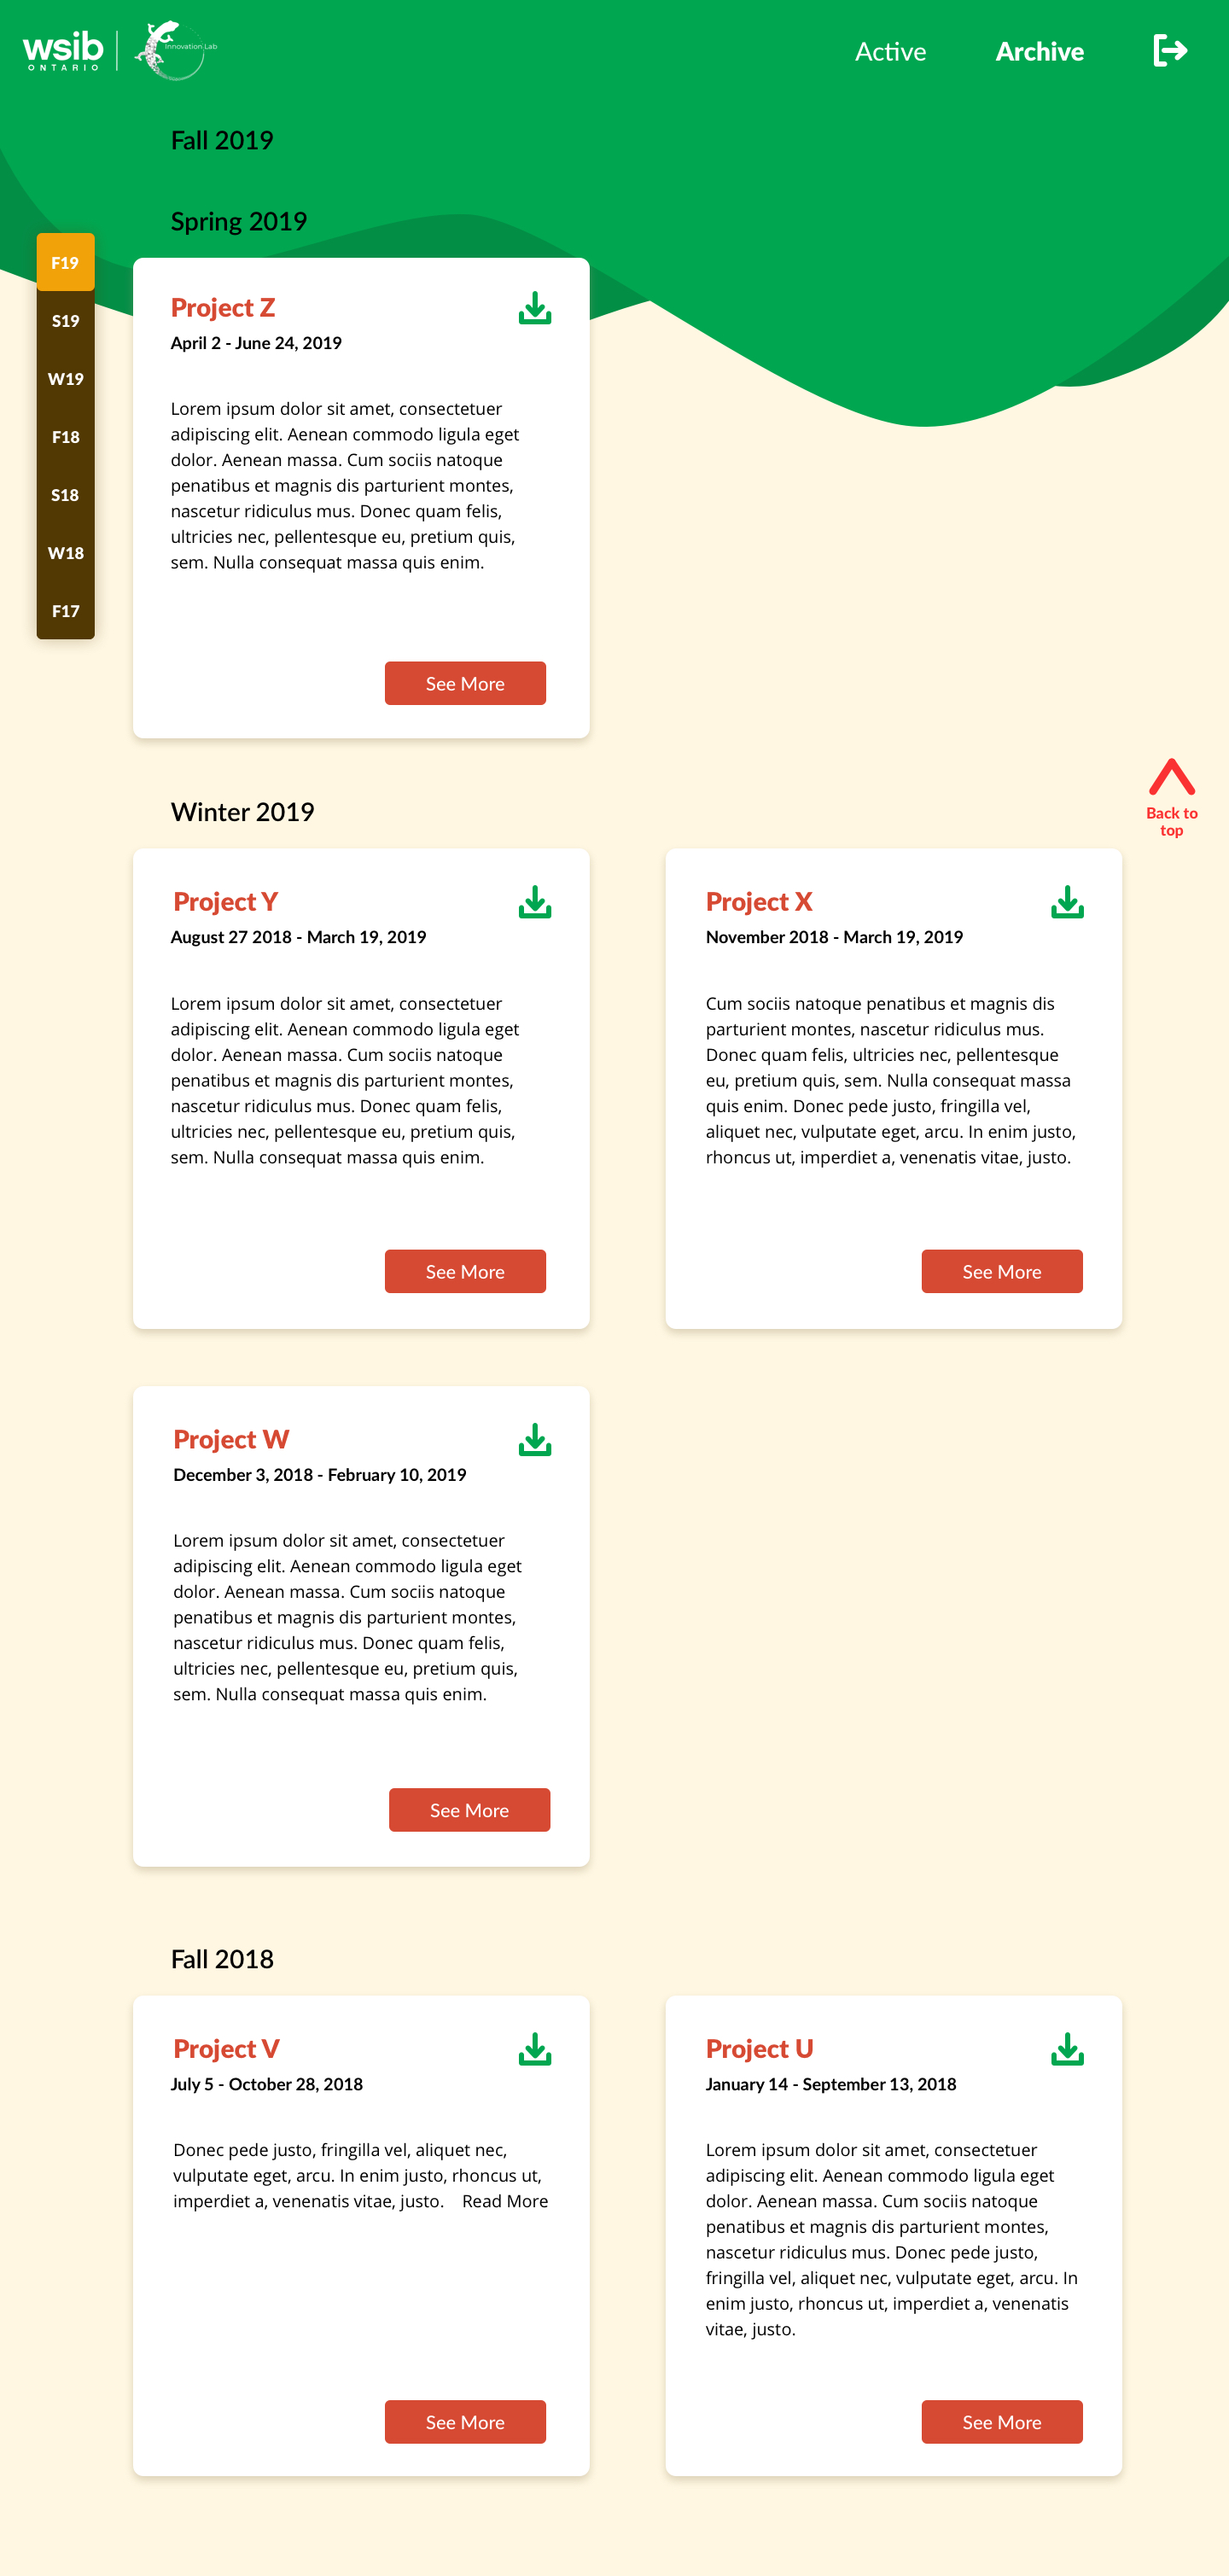 wsib
ONTARIO
Innovation Lab
Active
Archive
Fall 2019
Spring 2019
F19
S19
W19
F18
S18
W18
F17
Project Z
April 2 - June 24, 2019
Lorem ipsum dolor sit amet, consectetuer
adipiscing elit. Aenean commodo ligula eget
dolor. Aenean massa. Cum sociis natoque
penatibus et magnis dis parturient montes,
nascetur ridiculus mus. Donec quam felis,
ultricies nec, pellentesque eu, pretium quis,
sem. Nulla consequat massa quis enim.
See More
Back to
top
Winter 2019
Project Y
August 27 2018 - March 19, 2019
Lorem ipsum dolor sit amet, consectetuer
adipiscing elit. Aenean commodo ligula eget
dolor. Aenean massa. Cum sociis natoque
penatibus et magnis dis parturient montes,
nascetur ridiculus mus. Donec quam felis,
ultricies nec, pellentesque eu, pretium quis,
sem. Nulla consequat massa quis enim.
See More
Project X
November 2018 - March 19, 2019
Cum sociis natoque penatibus et magnis dis
parturient montes, nascetur ridiculus mus.
Donec quam felis, ultricies nec, pellentesque
eu, pretium quis, sem. Nulla consequat massa
quis enim. Donec pede justo, fringilla vel,
aliquet nec, vulputate eget, arcu. In enim justo,
rhoncus ut, imperdiet a, venenatis vitae, justo.
See More
Project W
December 3, 2018 - February 10, 2019
Lorem ipsum dolor sit amet, consectetuer
adipiscing elit. Aenean commodo ligula eget
dolor. Aenean massa. Cum sociis natoque
penatibus et magnis dis parturient montes,
nascetur ridiculus mus. Donec quam felis,
ultricies nec, pellentesque eu, pretium quis,
sem. Nulla consequat massa quis enim.
See More
Fall 2018
Project V
July 5 - October 28, 2018
Donec pede justo, fringilla vel, aliquet nec,
vulputate eget, arcu. In enim justo, rhoncus ut,
imperdiet a, venenatis vitae, justo. Read More
See More
Project U
January 14 - September 13, 2018
Lorem ipsum dolor sit amet, consectetuer
adipiscing elit. Aenean commodo ligula eget
dolor. Aenean massa. Cum sociis natoque
penatibus et magnis dis parturient montes,
nascetur ridiculus mus. Donec pede justo,
fringilla vel, aliquet nec, vulputate eget, arcu. In
enim justo, rhoncus ut, imperdiet a, venenatis
vitae, justo.
See More